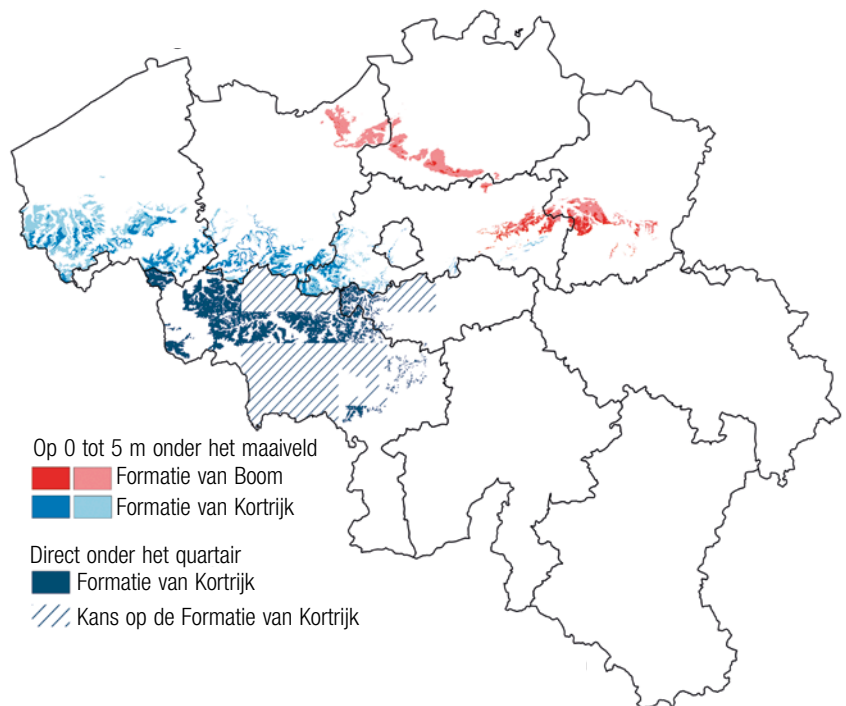 Op 0 tot 5 m onder het maaiveld
Formatie van Boom
Formatie van Kortrijk
Direct onder het quartair
Formatie van Kortrijk
Kans op de Formatie van Kortrijk